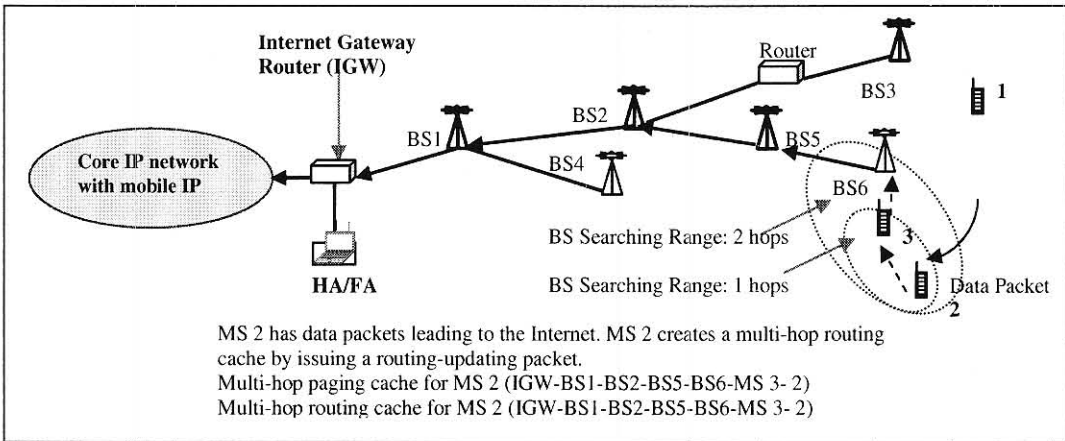 Internet Gateway
Router (IGW)
Router
BS3
1
BS2
BS1
BS5
BS4
Core IP network
with mobile IP
BS6
BS Searching Range: 2 hops
3
BS Searching Range: 1 hops
HA/FA
Data Packet
2
MS 2 has data packets leading to the Internet. MS 2 creates a multi-hop routing
cache by issuing a routing-updating packet.
Multi-hop paging cache for MS 2 (IGW-BS1-BS2-BS5-BS6-MS 3- 2)
Multi-hop routing cache for MS 2 (IGW-BS1-BS2-BS5-BS6-MS 3- 2)